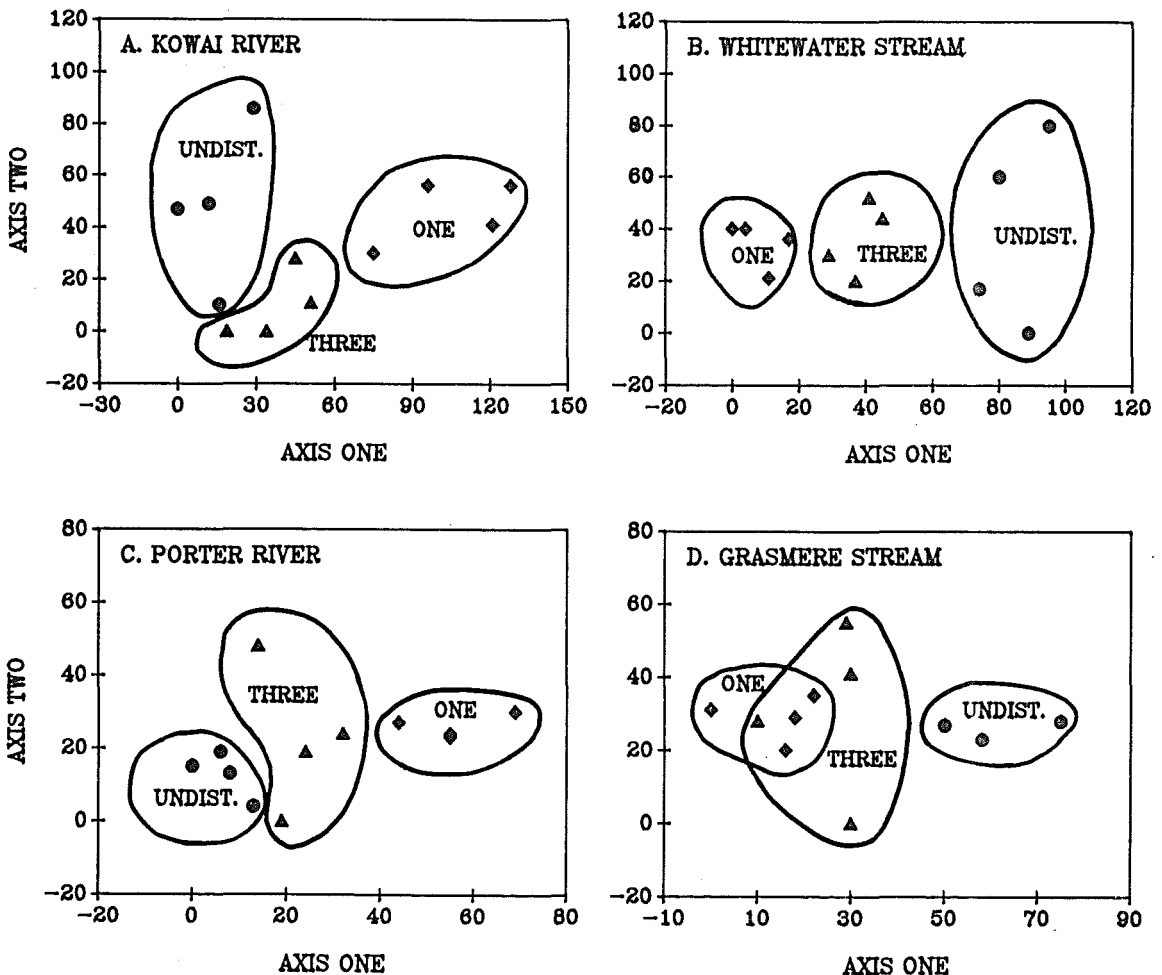 A. KOWAI RIVER
120
100
80
60
40
20
0
−20
AXIS TWO
UNDIST.
ONE
THREE
−30 0 30 60 90 120 150
AXIS ONE
B. WHITEWATER STREAM
120
100
80
60
40
20
0
−20
ONE
THREE
UNDIST.
−20 0 20 40 60 80 100 120
AXIS ONE
C. PORTER RIVER
80
60
40
20
0
−20
AXIS TWO
THREE
ONE
UNDIST.
−20 0 20 40 60 80
AXIS ONE
D. GRASMERE STREAM
80
60
40
20
0
−20
ONE
UNDIST.
THREE
−10 10 30 50 70 90
AXIS ONE